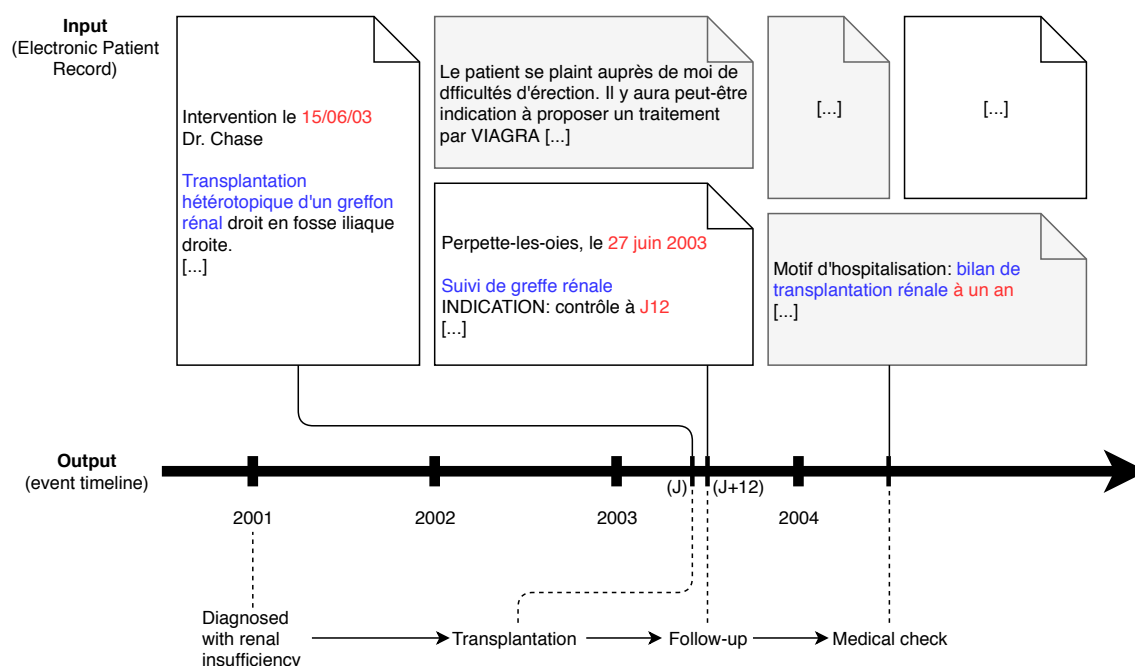 Input
(Electronic Patient
Record)
Intervention le 15/06/03
Dr. Chase
Transplantation
hétérotopique d'un greffon
rénal droit en fosse iliaque
droite.
[...]
Le patient se plaint auprès de moi de
dfficultés d'érection. Il y aura peut-être
indication à proposer un traitement
par VIAGRA [...]
Perpette-les-oies, le 27 juin 2003
Suivi de greffe rénale
INDICATION: contrôle à J12
[...]
[...]
[...]
Motif d'hospitalisation: bilan de
transplantation rénale à un an
[...]
Output
(event timeline)
(J)
(J+12)
2001
2002
2003
2004
Diagnosed
with renal
insufficiency
Transplantation
Follow-up
Medical check